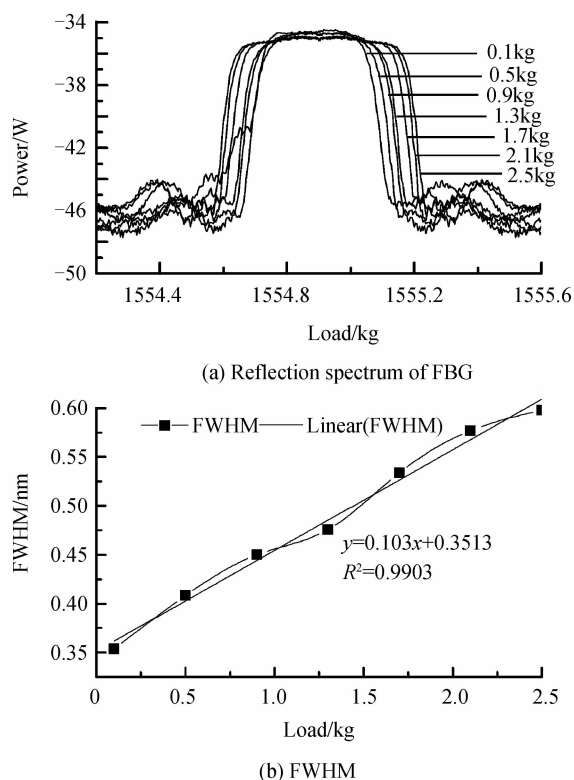 −34
−38
−42
−46
−50
Power/W
0.1kg
0.5kg
0.9kg
1.3kg
1.7kg
2.1kg
2.5kg
1554.4 1554.8 1555.2 1555.6
Load/kg
(a) Reflection spectrum of FBG
0.60
0.55
0.50
0.45
0.40
0.35
FWHM/nm
FWHM Linear(FWHM)
y=0.103x+0.3513
R²=0.9903
0 0.5 1.0 1.5 2.0 2.5
Load/kg
(b) FWHM